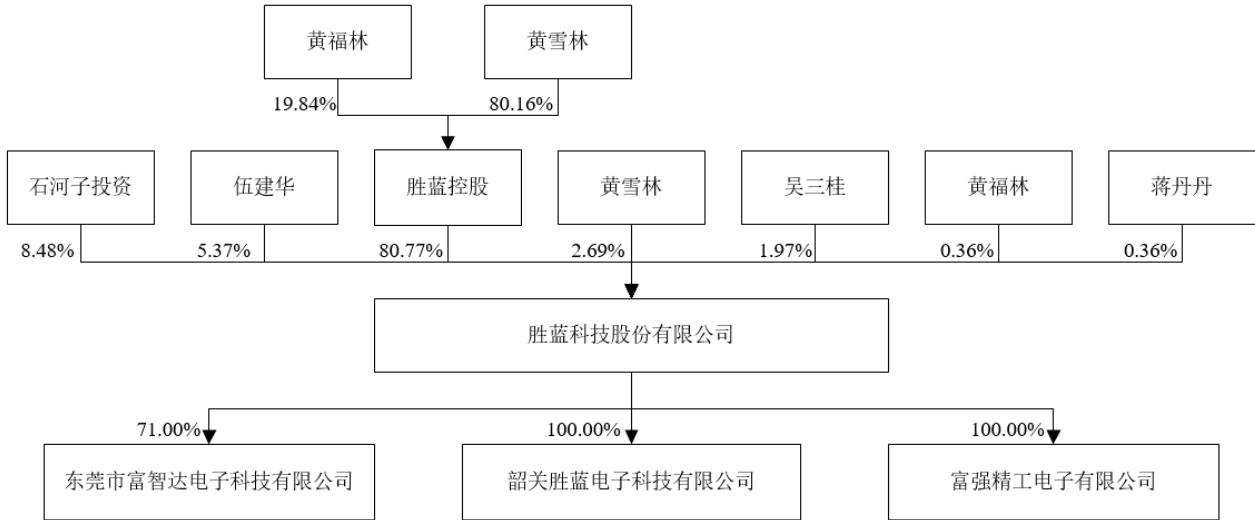 黄福林
黄雪林
19.84%
80.16%
石河子投资
伍建华
胜蓝控股
黄雪林
吴三桂
黄福林
蒋丹丹
8.48%
5.37%
80.77%
2.69%
1.97%
0.36%
0.36%
胜蓝科技股份有限公司
71.00%
100.00%
100.00%
东莞市富智达电子科技有限公司
韶关胜蓝电子科技有限公司
富强精工电子有限公司